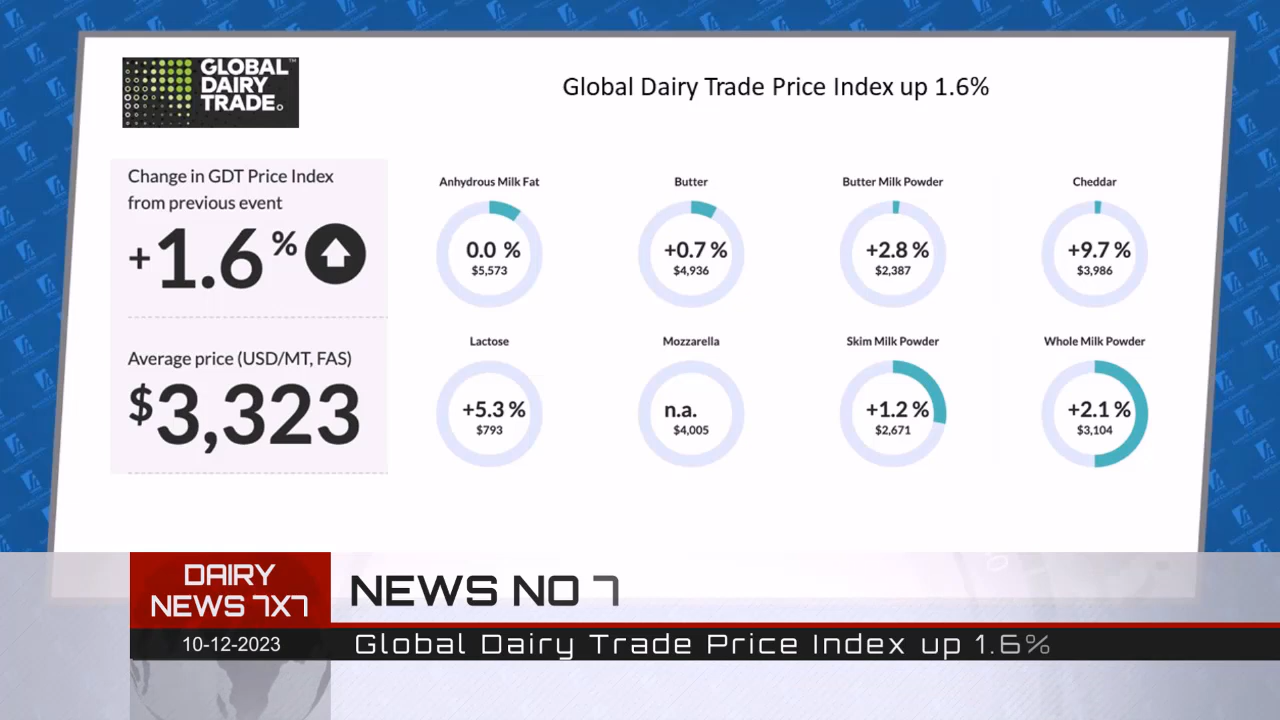 GLOBAL
DAIRY
TRADE
Global Dairy Trade Price Index up 1.6%
Change in GDT Price Index
from previous event
+1.6%
Average price (USD/MT, FAS)
$3,323
Anhydrous Milk Fat
0.0 %
$5,573
Butter
+0.7 %
$4,936
Butter Milk Powder
+2.8 %
$2,387
Cheddar
+9.7 %
$3,986
Lactose
+5.3 %
$793
Mozzarella
n.a.
$4,005
Skim Milk Powder
+1.2 %
$2,671
Whole Milk Powder
+2.1 %
$3,104
DAIRY
NEWS 7X7
10-12-2023
NEWS NO 7
Global Dairy Trade Price Index up 1.6%